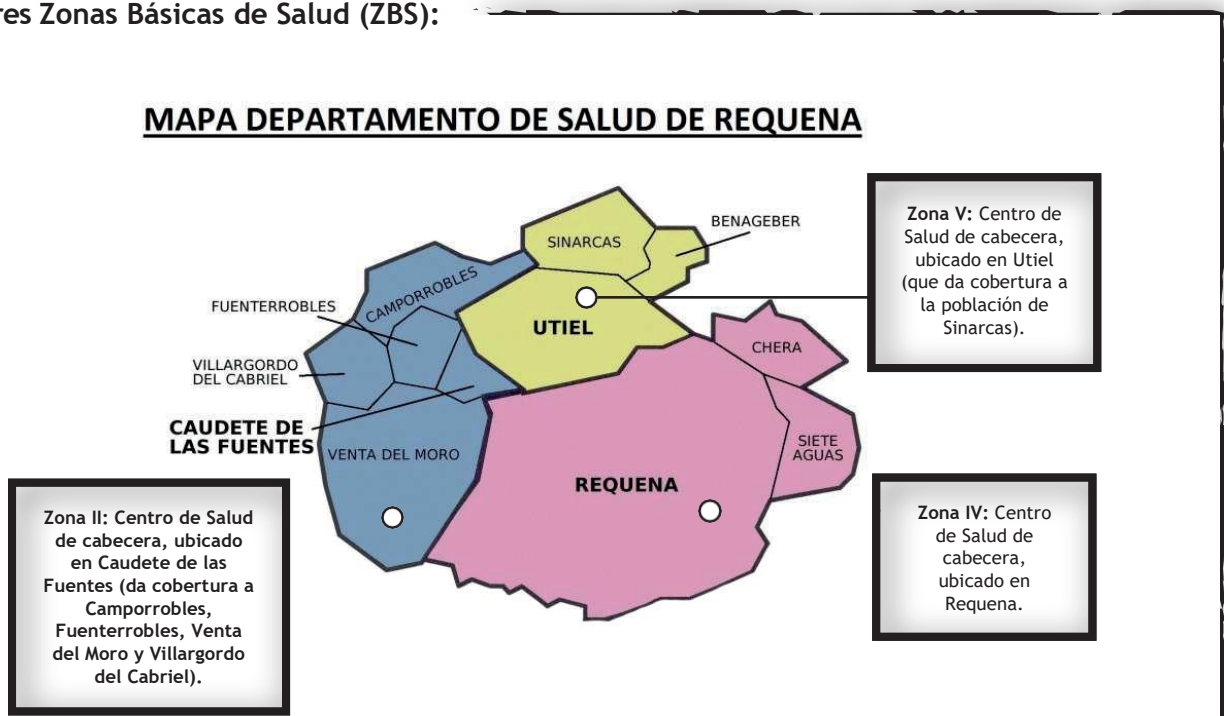 res Zonas Básicas de Salud (ZBS):
MAPA DEPARTAMENTO DE SALUD DE REQUENA
Zona V: Centro de
Salud de cabecera,
ubicado en Utiel
(que da cobertura a
la población de
Sinarcas).
BENAGEBER
SINARCAS
CAMPORROBLES
FUENTERROBLES
UTIEL
CHERA
VILLARGORDO
DEL CABRIEL
CAUDETE DE
LAS FUENTES
VENTA DEL MORO
SIETE
AGUAS
REQUENA
Zona II: Centro de Salud
de cabecera, ubicado
en Caudete de las
Fuentes (da cobertura a
Camporrobles,
Fuenterrobles, Venta
del Moro y Villargordo
del Cabriel).
Zona IV: Centro
de Salud de
cabecera,
ubicado en
Requena.